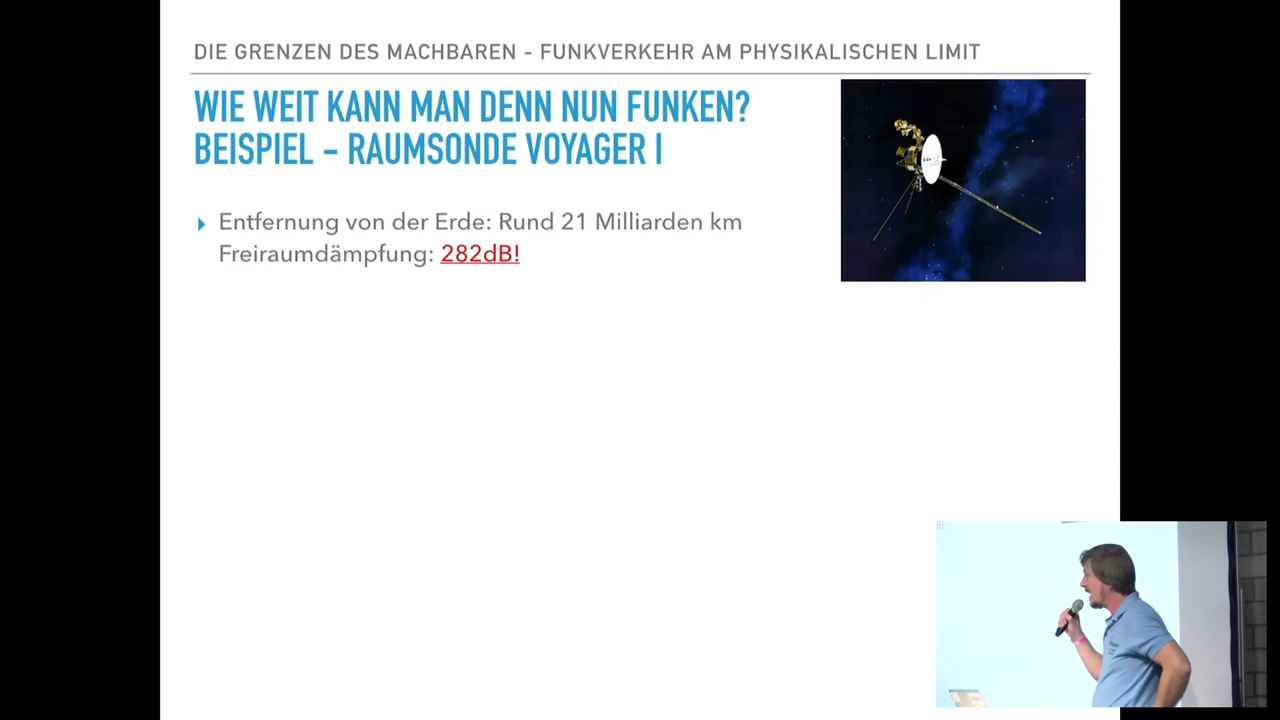 DIE GRENZEN DES MACHBAREN - FUNKVERKEHR AM PHYSIKALISCHEN LIMIT
WIE WEIT KANN MAN DENN NUN FUNKEN?
BEISPIEL - RAUMSONDE VOYAGER I
Entfernung von der Erde: Rund 21 Milliarden km
Freiraumdämpfung: 282dB!